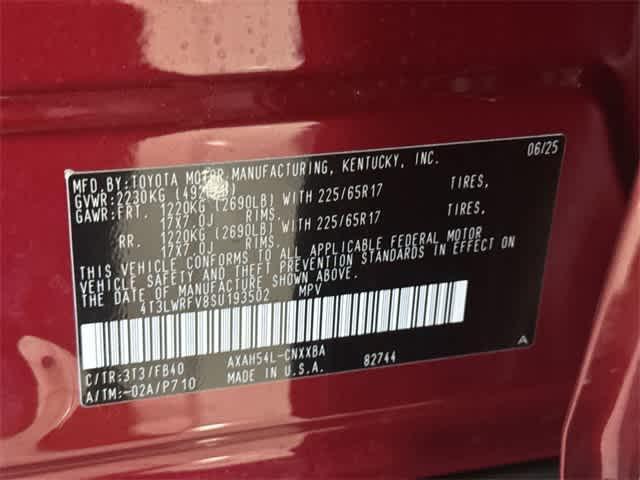 MFD.BY:TOYOTA MOTOR MANUFACTURING, KENTUCKY, INC. 06/25
GVWR:2230KG
GAWR:FRT. 1220KG (2690LB) WITH 225/65R17 TIRES,
17X7.0J RIMS.
RR. 1220KG (2690LB) WITH 225/65R17 TIRES,
17X7.0J RIMS.
THIS VEHICLE CONFORMS TO ALL APPLICABLE FEDERAL MOTOR
VEHICLE SAFETY AND THEFT PREVENTION STANDARDS IN EFFECT ON
THE DATE OF MANUFACTURE SHOWN ABOVE.
4T3LWRFV8SU193502 MPV
C/TR:3T3/FB40 AXAH54L-CNXXBA 82744
A/TM:-02A/P710 MADE IN U.S.A. A